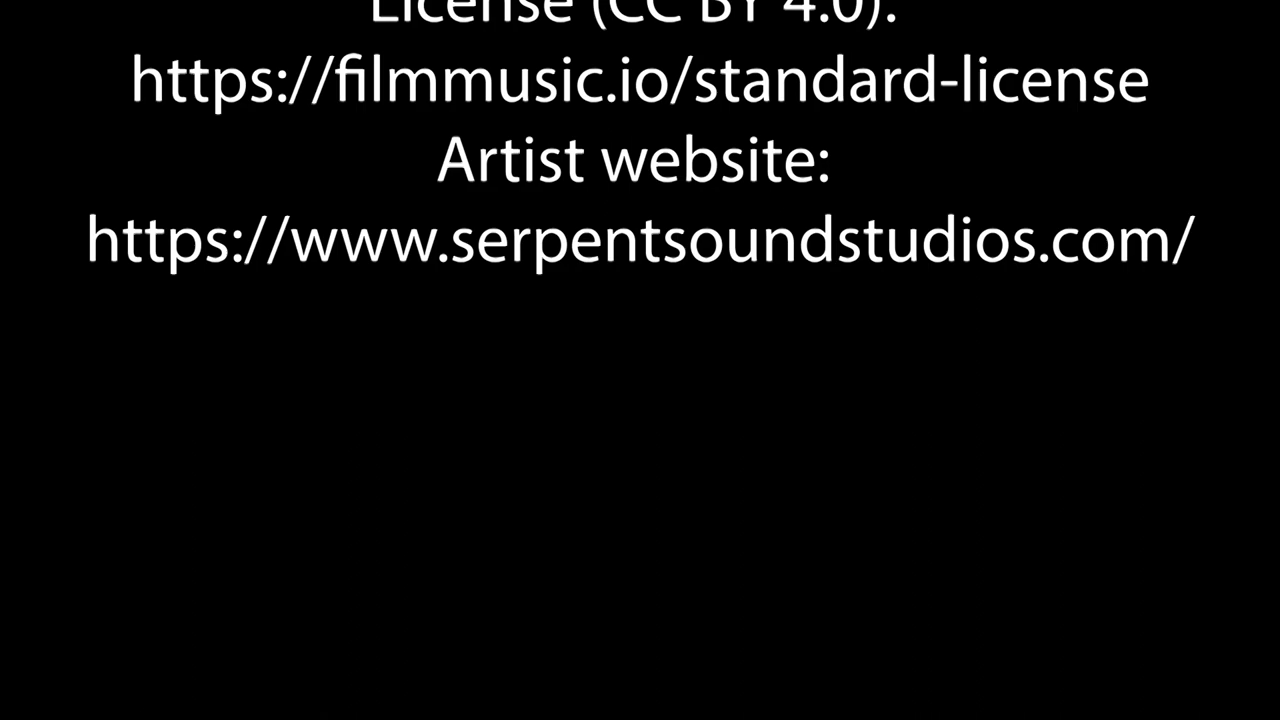 License (CC BY 4.0):
https://filmmusic.io/standard-license
Artist website:
https://www.serpentsoundstudios.com/